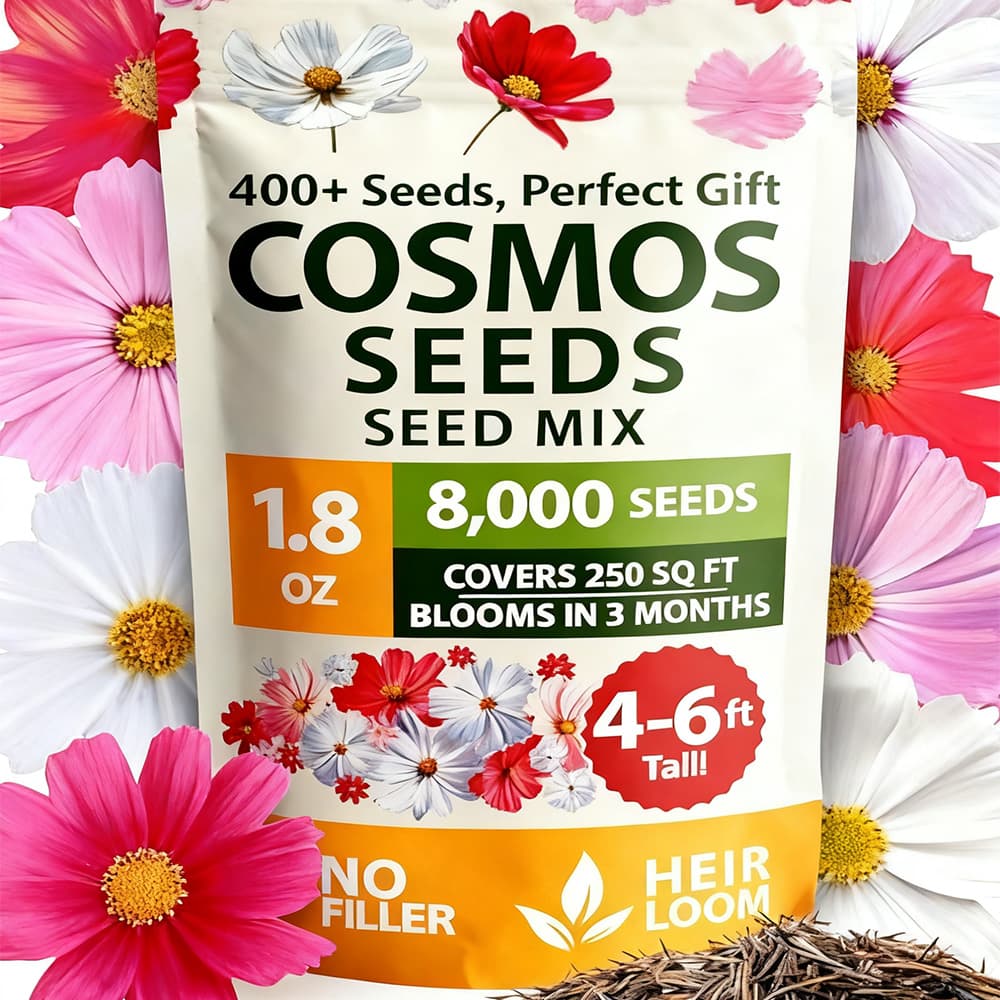 400+ Seeds, Perfect Gift
COSMOS
SEEDS
SEED MIX
1.8
OZ
8,000 SEEDS
COVERS 250 SQ FT
BLOOMS IN 3 MONTHS
4–6ft
Tall!
NO
FILLER
HEIR
LOOM